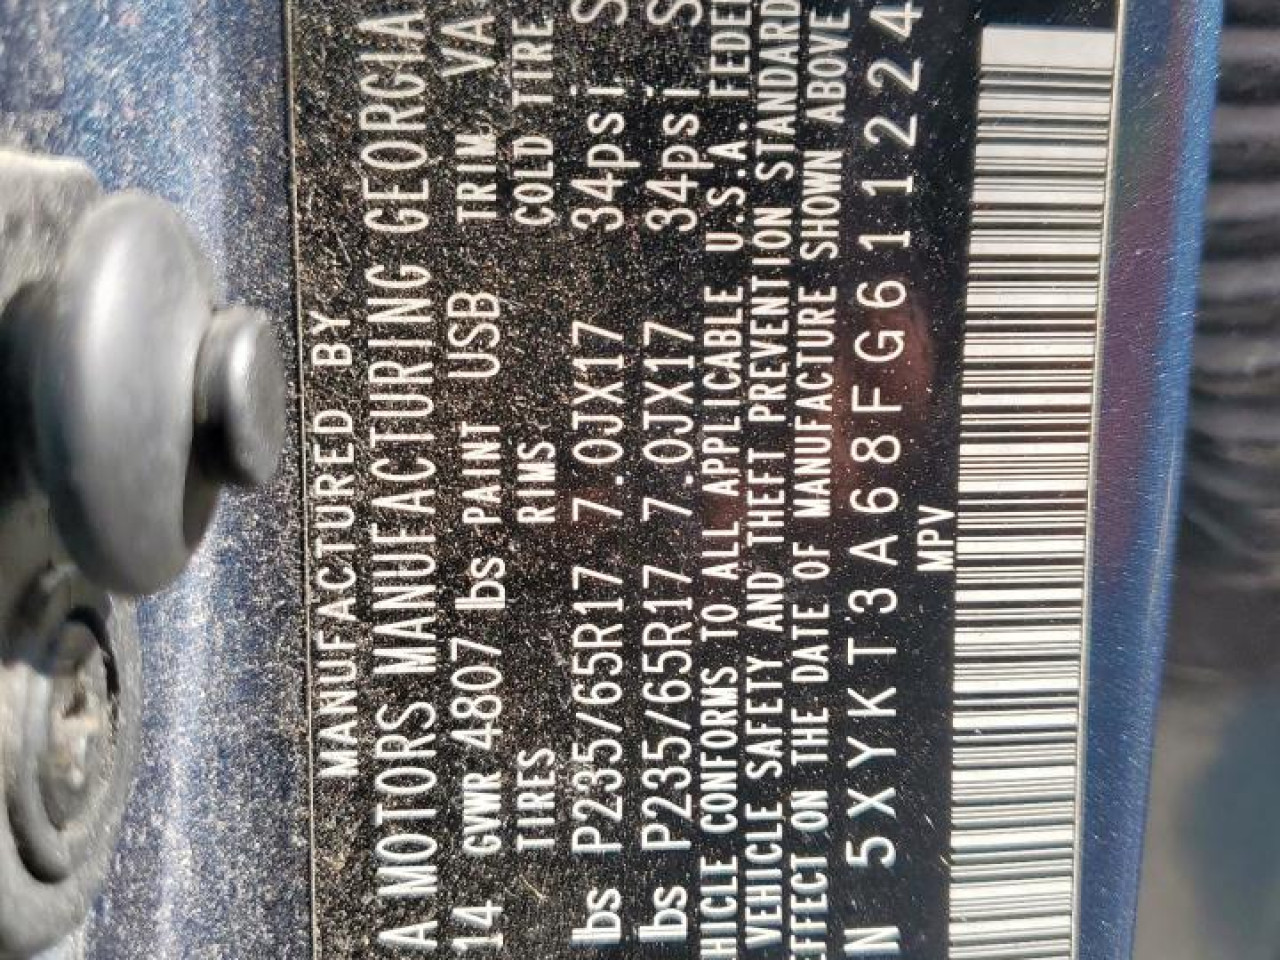 MANUFACTURED BY
A MOTORS MANUFACTURING GEORGIA
14 GVWR 4807 lbs PAINT USB TRIM VA
TIRES RIMS COLD TIRE
bs P235/65R17 7.0JX17 34psi S
bs P235/65R17 7.0JX17 34psi S
HICLE CONFORMS TO ALL APPLICABLE U.S.A. FEDE
VEHICLE SAFETY AND THEFT PREVENTION STANDARD
EFFECT ON THE DATE OF MANUFACTURE SHOWN ABOVE
N 5XYKT3A68FG611224
MPV